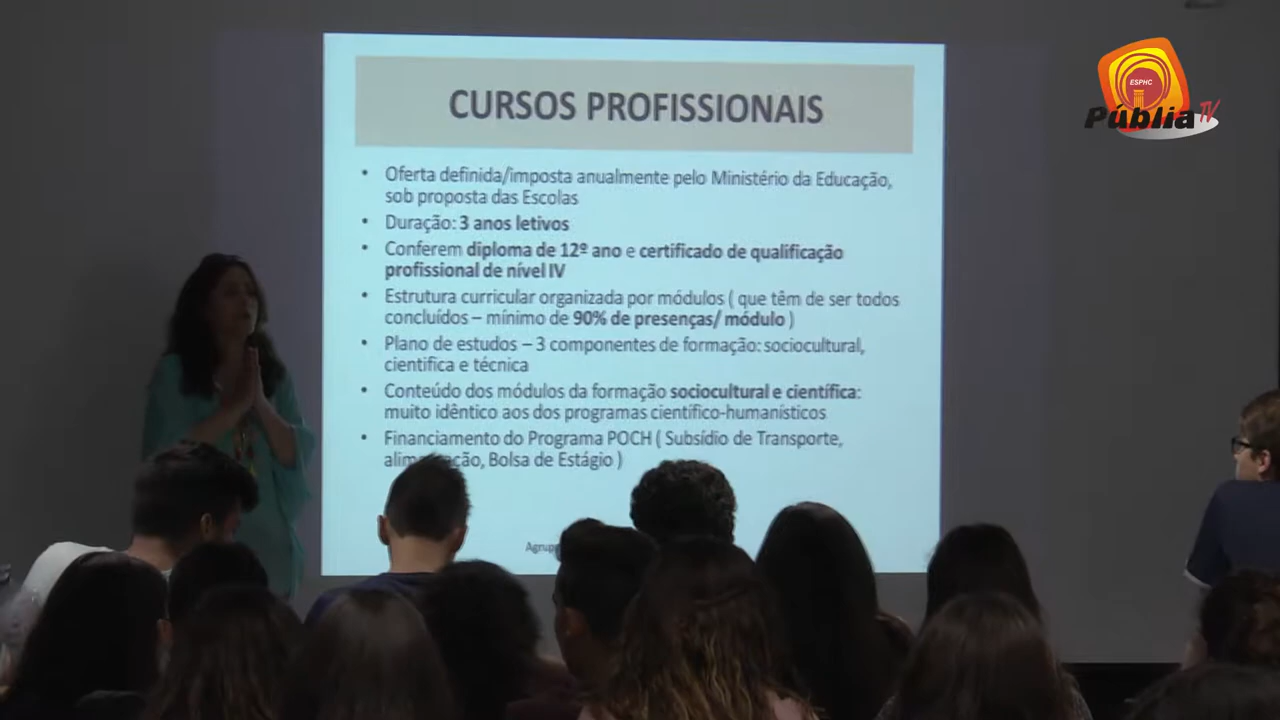 ESPHC
Públia TV
CURSOS PROFISSIONAIS
• Oferta definida/imposta anualmente pelo Ministério da Educação,
sob proposta das Escolas
• Duração: 3 anos letivos
• Conferem diploma de 12º ano e certificado de qualificação
profissional de nível IV
• Estrutura curricular organizada por módulos ( que têm de ser todos
concluídos – mínimo de 90% de presenças/ módulo )
• Plano de estudos – 3 componentes de formação: sociocultural,
cientifica e técnica
• Conteúdo dos módulos da formação sociocultural e científica:
muito idêntico aos dos programas científico-humanísticos
• Financiamento do Programa POCH ( Subsídio de Transporte,
Bolsa de Estágio )